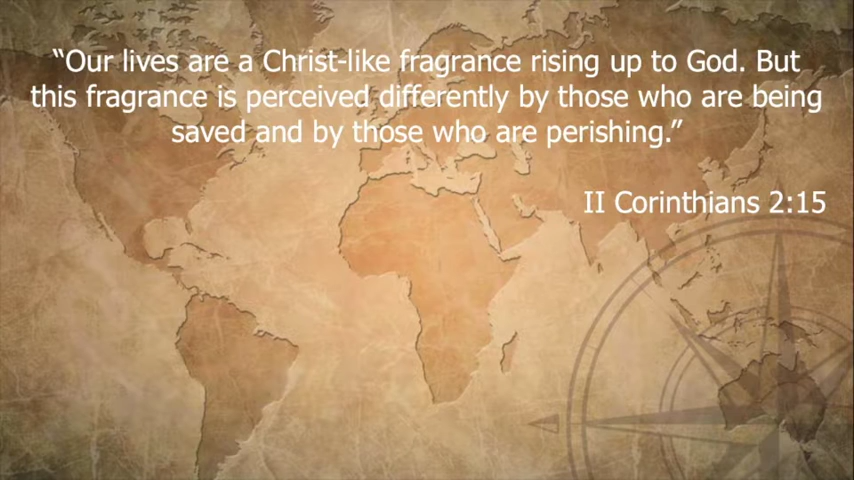 “Our lives are a Christ-like fragrance rising up to God. But
this fragrance is perceived differently by those who are being
saved and by those who are perishing.”
II Corinthians 2:15